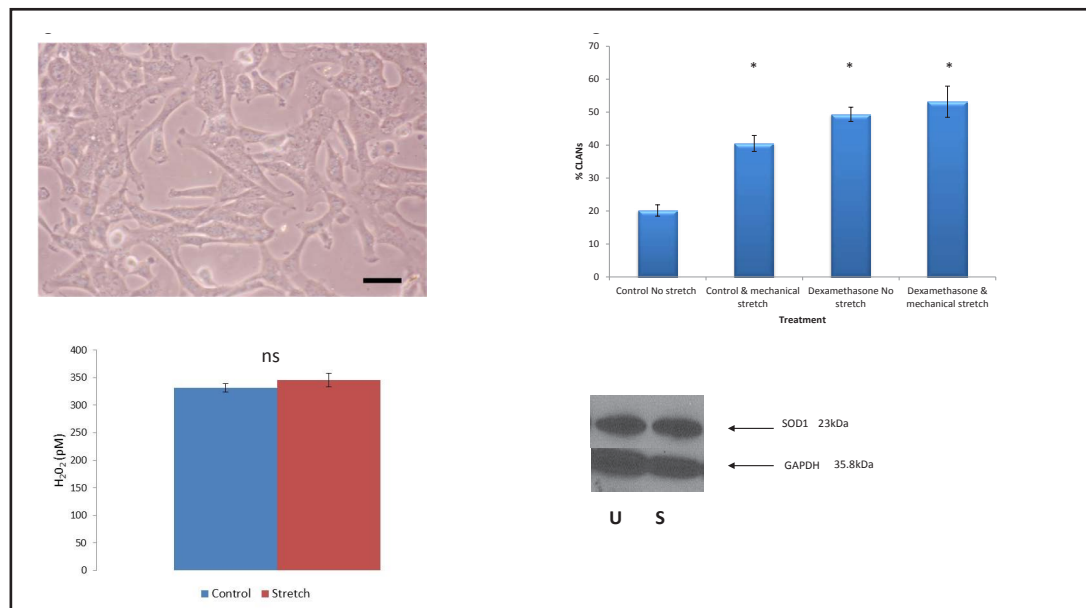 70
60
50
40
30
20
10
0
% CLANs
*
*
*
Control No stretch
Control & mechanical
stretch
Dexamethasone No
stretch
Dexamethasone &
mechanical stretch
Treatment
400
350
300
250
200
150
100
50
0
H₂O₂ (pM)
ns
Control
Stretch
SOD1 23kDa
GAPDH 35.8kDa
U S